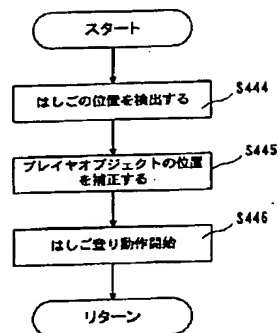 スタート
S444
はしごの位置を検出する
S445
プレイヤオブジェクトの位置
を補正する
S446
はしご登り動作開始
リターン